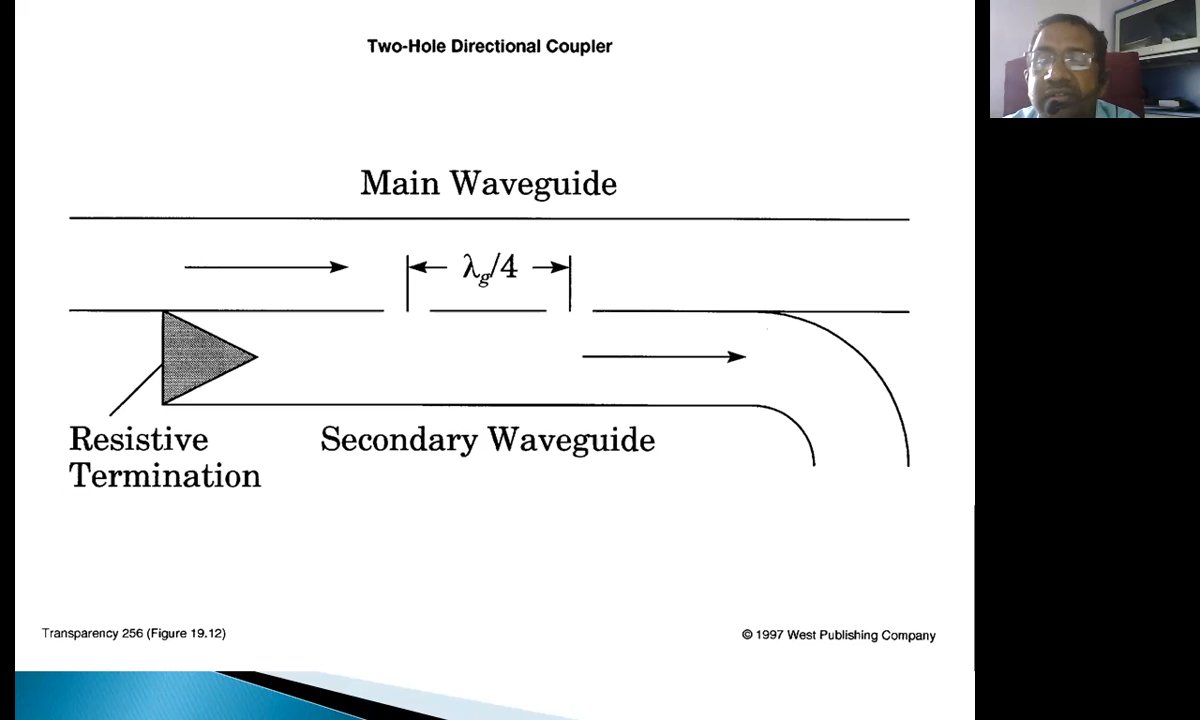 Two-Hole Directional Coupler
Main Waveguide
λg/4
Resistive
Termination
Secondary Waveguide
Transparency 256 (Figure 19.12)
© 1997 West Publishing Company